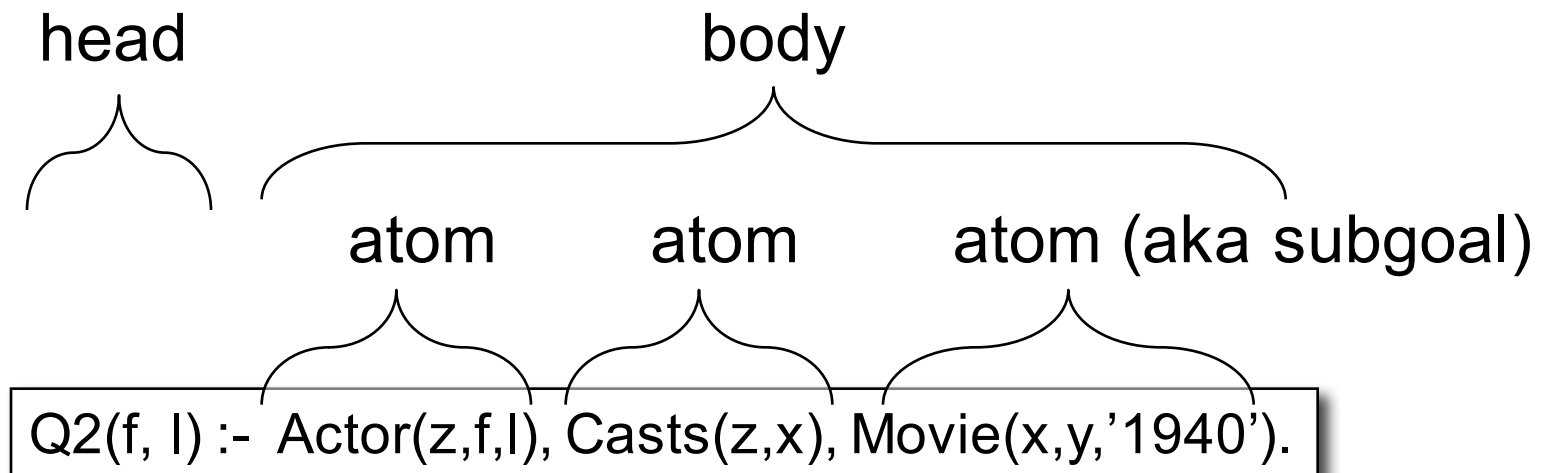 head body
atom atom atom (aka subgoal)
Q2(f, l) :- Actor(z,f,l), Casts(z,x), Movie(x,y,’1940’).